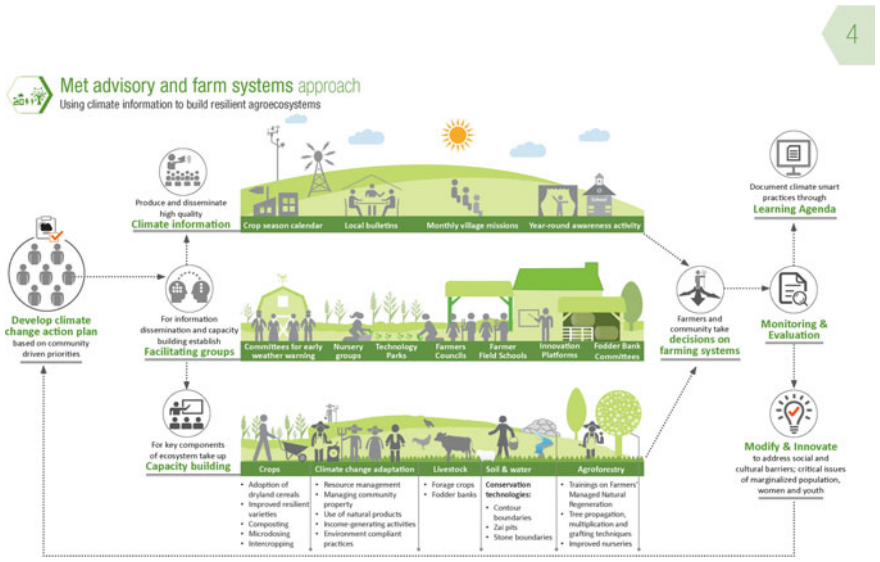 4
2011
Met advisory and farm systems approach
Using climate information to build resilient agroecosystems
Produce and disseminate
high quality
Climate information
Crop season calendar
Local bulletins
Monthly village missions
School
Year-round awareness activity
Document climate smart
practices through
Learning Agenda
Develop climate
change action plan
based on community
driven priorities
For information
dissemination and capacity
building establish
Facilitating groups
Committees for early
weather warning
Nursery
groups
Technology
Parks
Farmers
Councils
Farmer
Field Schools
Innovation
Platforms
Fodder Bank
Committees
Farmers and
community take
decisions on
farming systems
Monitoring &
Evaluation
For key components
of ecosystem take up
Capacity building
Crops
• Adoption of
dryland cereals
• Improved resilient
varieties
• Composting
• Microdosing
• Intercropping
Climate change adaptation
• Resource management
• Managing community
property
• Use of natural products
• Income-generating activities
• Environment compliant
practices
Livestock
• Forage crops
• Fodder banks
Soil & water
Conservation
technologies:
• Contour
boundaries
• Zai pits
• Stone boundaries
Agroforestry
• Trainings on Farmers'
Managed Natural
Regeneration
• Tree propagation,
multiplication and
grafting techniques
• Improved nurseries
Modify & Innovate
to address social and
cultural barriers; critical issues
of marginalized population,
women and youth